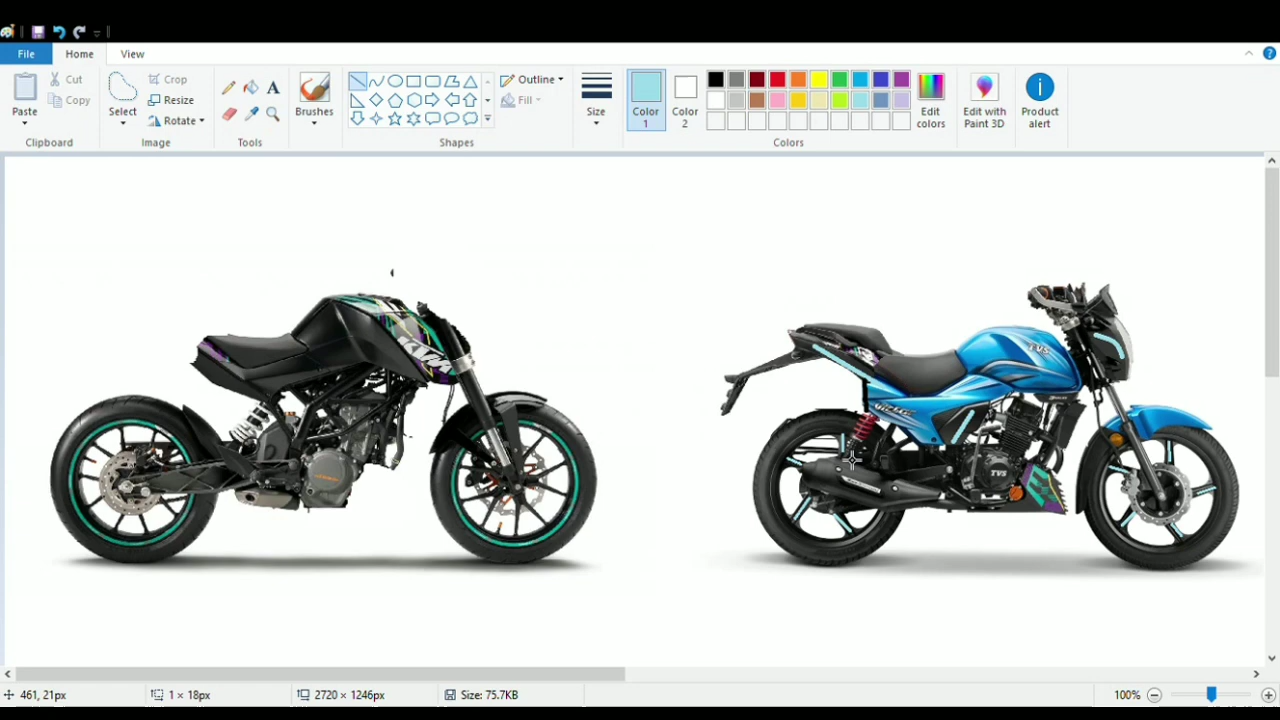 File Home View
Cut
Copy
Paste
Select
Crop
Resize
Rotate
Brushes
Outline
Fill
Size
Color 1
Color 2
Edit colors
Edit with Paint 3D
Product alert
Clipboard
Image
Tools
Shapes
Colors
KTM
TVS
TVS
461, 21px
1 × 18px
2720 × 1246px
Size: 75.7KB
100%